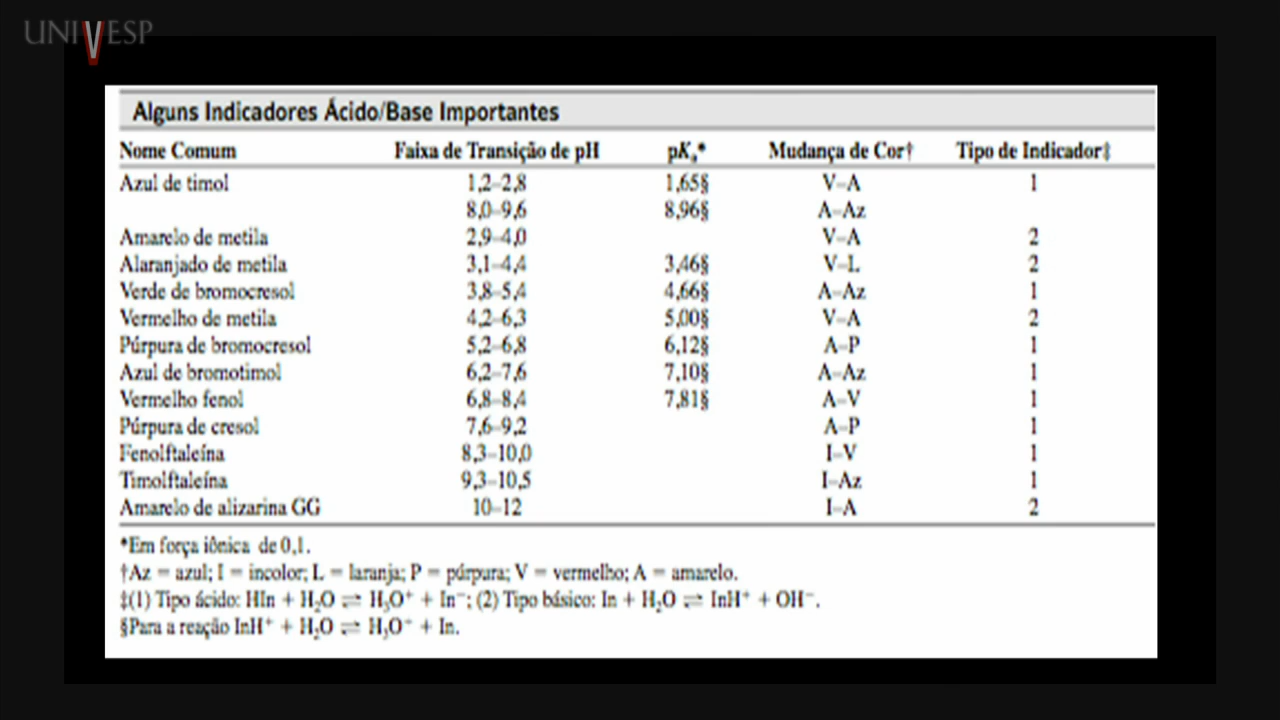 UNIVESP
Alguns Indicadores Ácido/Base Importantes
Nome Comum Faixa de Transição de pH pKₐ* Mudança de Cor† Tipo de Indicador‡
Azul de timol 1,2–2,8 1,65§ V–A 1
8,0–9,6 8,96§ A–Az
Amarelo de metila 2,9–4,0 V–A 2
Alaranjado de metila 3,1–4,4 3,46§ V–L 2
Verde de bromocresol 3,8–5,4 4,66§ A–Az 1
Vermelho de metila 4,2–6,3 5,00§ V–A 2
Púrpura de bromocresol 5,2–6,8 6,12§ A–P 1
Azul de bromotimol 6,2–7,6 7,10§ A–Az 1
Vermelho fenol 6,8–8,4 7,81§ A–V 1
Púrpura de cresol 7,6–9,2 A–P 1
Fenolftaleína 8,3–10,0 I–V 1
Timolftaleína 9,3–10,5 I–Az 1
Amarelo de alizarina GG 10–12 I–A 2
*Em força iônica de 0,1.
†Az = azul; I = incolor; L = laranja; P = púrpura; V = vermelho; A = amarelo.
‡(1) Tipo ácido: HIn + H₂O ⇌ H₃O⁺ + In⁻; (2) Tipo básico: In + H₂O ⇌ InH⁺ + OH⁻.
§Para a reação InH⁺ + H₂O ⇌ H₃O⁺ + In.